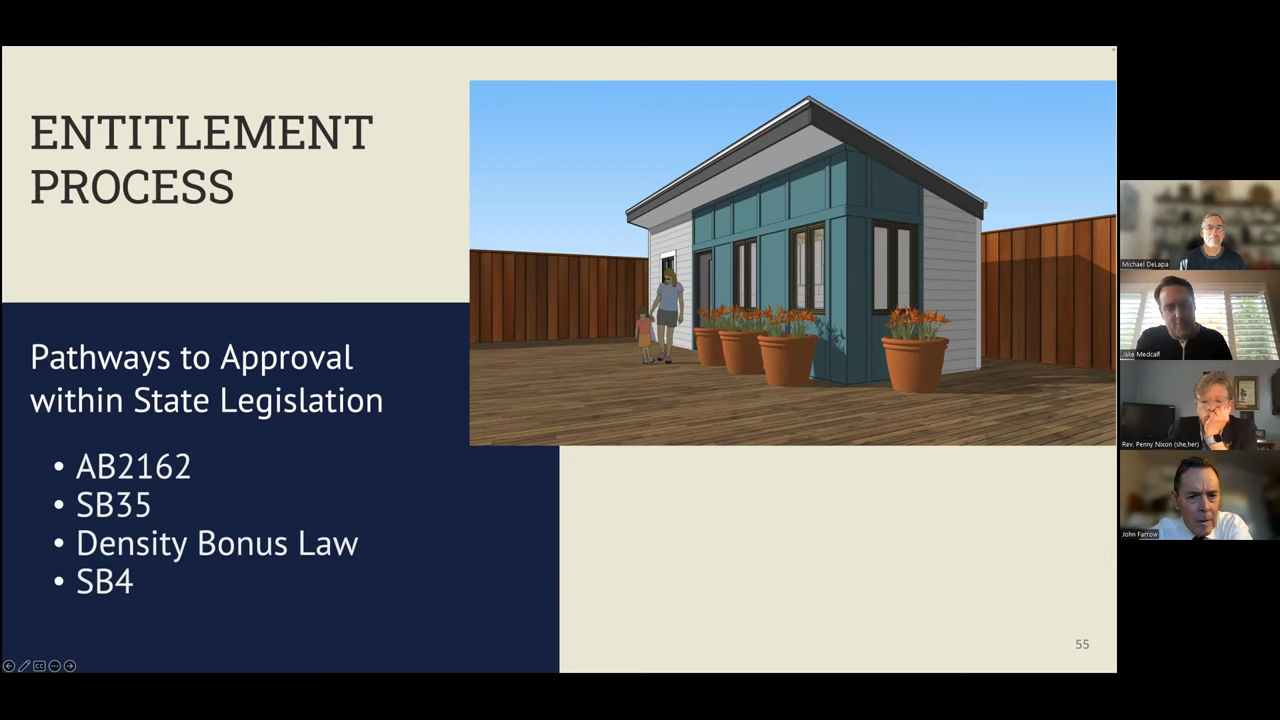 ENTITLEMENT
PROCESS
Pathways to Approval
within State Legislation
• AB2162
• SB35
• Density Bonus Law
• SB4
55
CC
Michael DeLapa
Jake Medcalf
Rev. Penny Nixon (she,her)
John Farrow